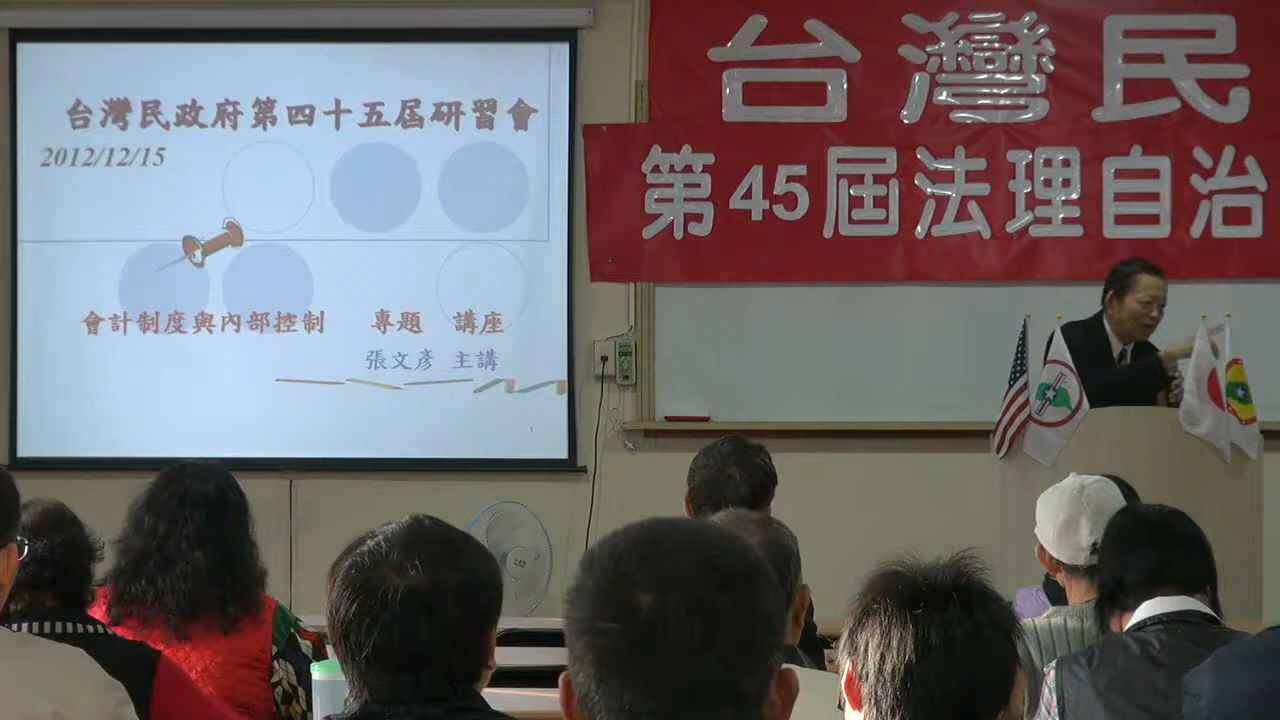 台灣民政府第四十五屆研習會
2012/12/15
會計制度與內部控制 專題 講座
張文彥 主講
台灣民
第45屆法理自治